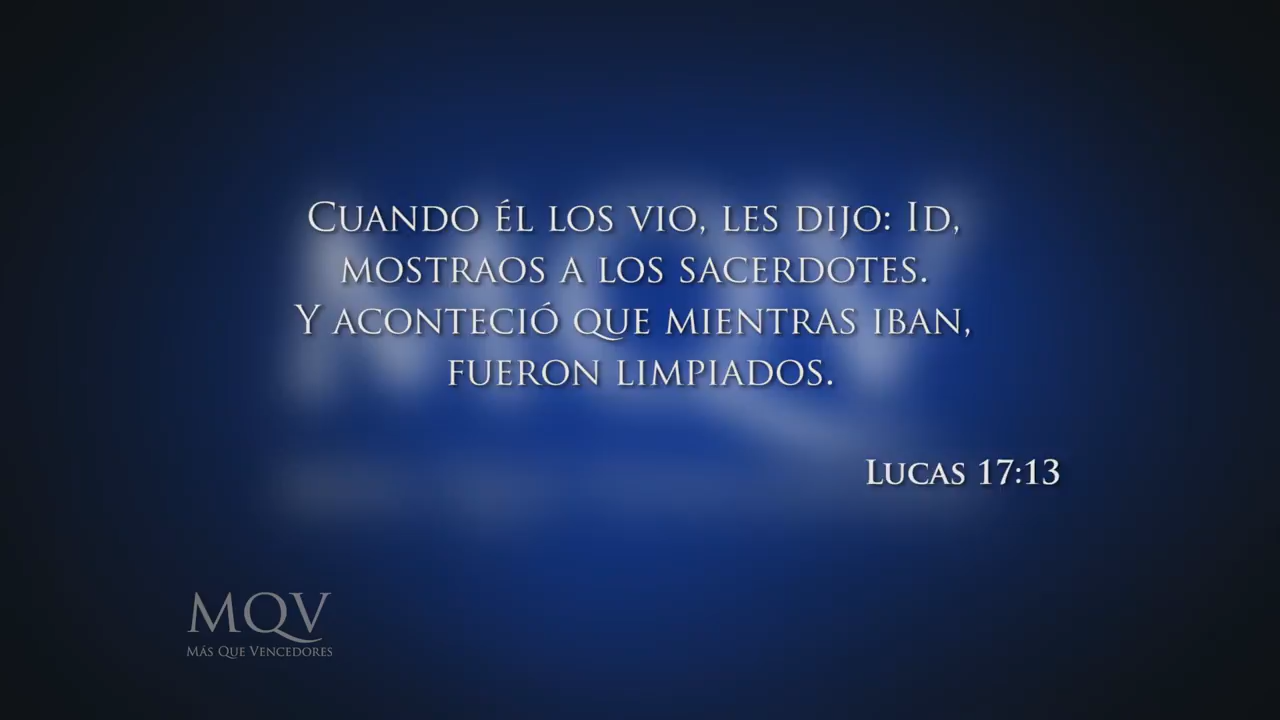 Cuando él los vio, les dijo: Id,
mostraos a los sacerdotes.
Y aconteció que mientras iban,
fueron limpiados.
Lucas 17:13
MQV
Más Que Vencedores